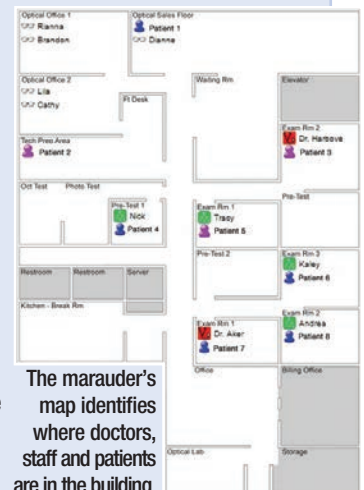 Optical Office 1
Rianna
Brandon
Optical Sales Floor
Patient 1
Dianne
Optical Office 2
Lila
Cathy
Ft Desk
Waiting Rm
Elevator
Tech Prep Area
Patient 2
Exam Rm 2
Dr. Harbove
Patient 3
Oct Test
Photo Test
Pre-Test 1
Nick
Patient 4
Exam Rm 1
Tracy
Patient 5
Pre-Test
Pre-Test 2
Exam Rm 3
Kaley
Patient 6
Restroom
Restroom
Server
Kitchen - Break Rm
Exam Rm 1
Dr. Aker
Patient 7
Exam Rm 2
Andrea
Patient 8
Office
Billing Office
Optical Lab
Storage
The marauder's
map identifies
where doctors,
staff and patients
are in the building.